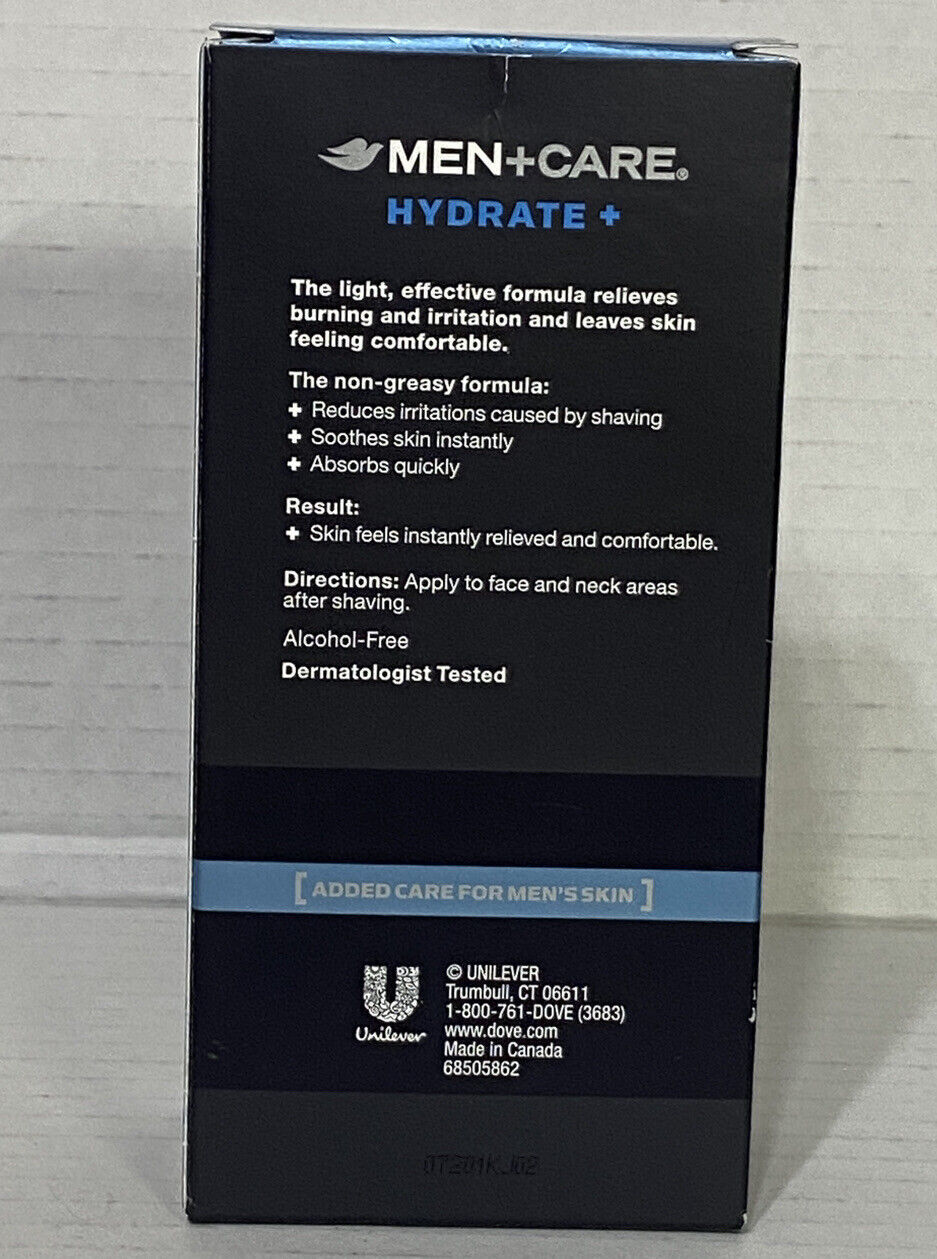 MEN+CARE®
HYDRATE +
The light, effective formula relieves
burning and irritation and leaves skin
feeling comfortable.
The non-greasy formula:
+ Reduces irritations caused by shaving
+ Soothes skin instantly
+ Absorbs quickly
Result:
+ Skin feels instantly relieved and comfortable.
Directions: Apply to face and neck areas
after shaving.
Alcohol-Free
Dermatologist Tested
[ ADDED CARE FOR MEN'S SKIN ]
Unilever
© UNILEVER
Trumbull, CT 06611
1-800-761-DOVE (3683)
www.dove.com
Made in Canada
68505862